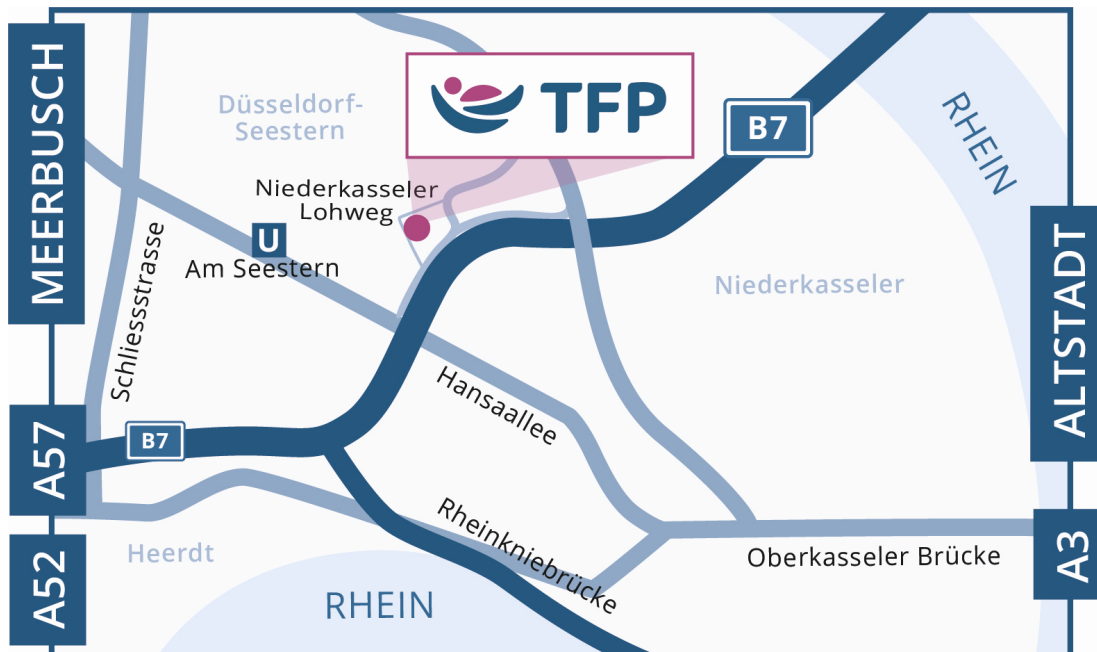 MEERBUSCH
Düsseldorf-
Seestern
TFP
B7
RHEIN
Niederkasseler
Lohweg
U
Am Seestern
Schliessstrasse
Niederkasseler
ALTSTADT
Hansaallee
A57
B7
Rheinkniebrücke
Oberkasseler Brücke
A3
Heerdt
A52
RHEIN